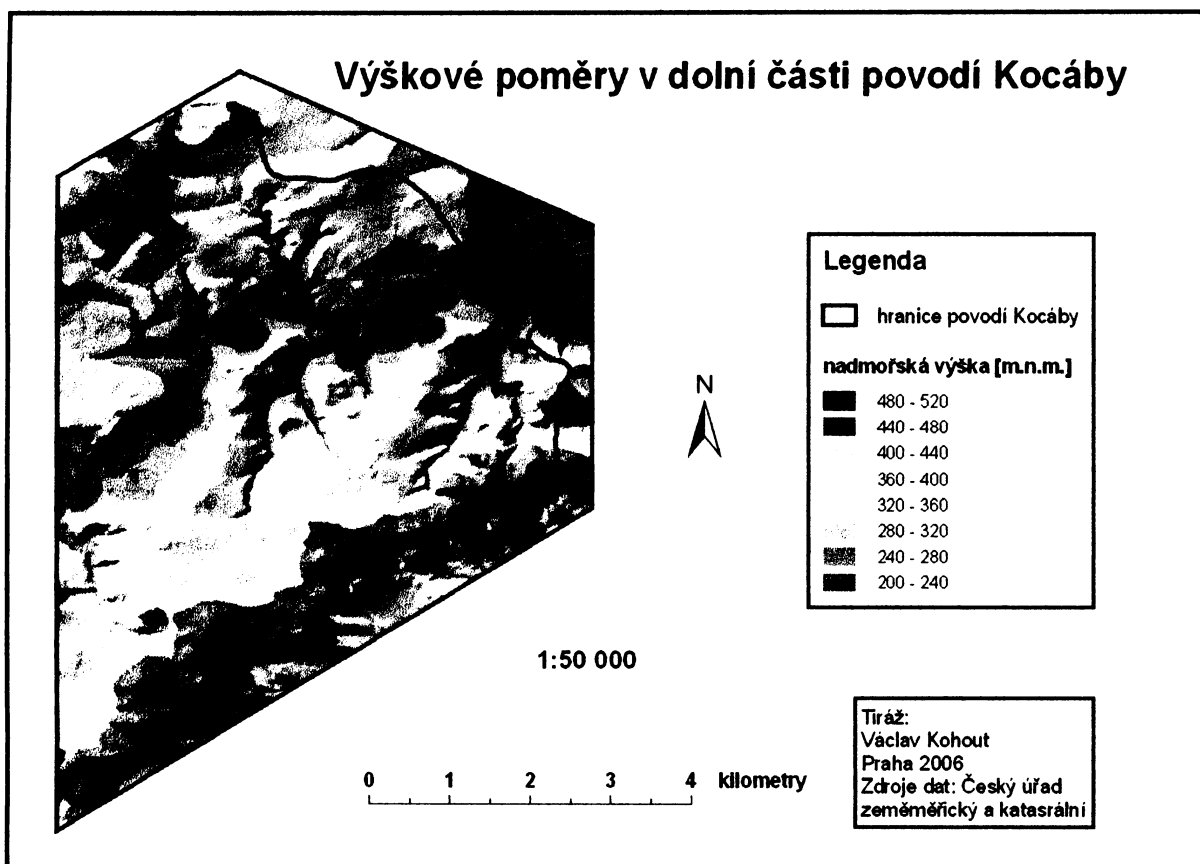 Výškové poměry v dolní části povodí Kocáby
Legenda
hranice povodí Kocáby
nadmořská výška [m.n.m.]
480 - 520
440 - 480
400 - 440
360 - 400
320 - 360
280 - 320
240 - 280
200 - 240
N
1:50 000
0 1 2 3 4 kilometry
Tiráž:
Václav Kohout
Praha 2006
Zdroje dat: Český úřad
zeměměřický a katasrální